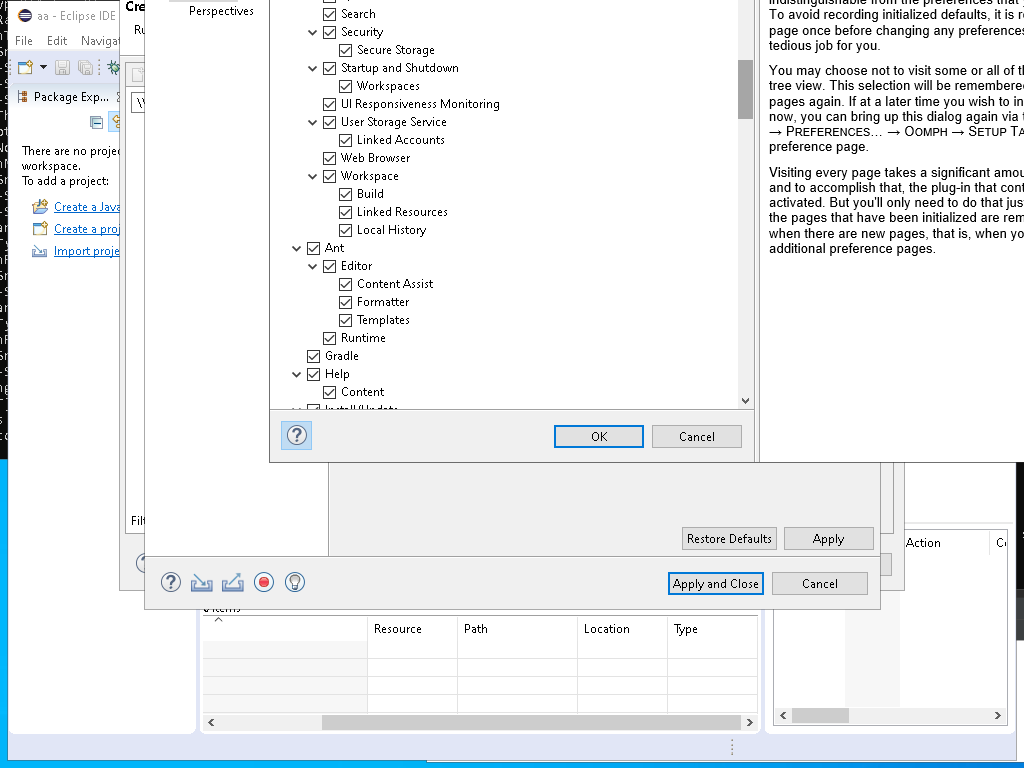 aa - Eclipse IDE
Cre
File Edit Navigat
Ru
Package Exp...
There are no projec
workspace.
To add a project:
Create a Java
Create a proj
Import proje
Perspectives
Search
Security
Secure Storage
Startup and Shutdown
Workspaces
UI Responsiveness Monitoring
User Storage Service
Linked Accounts
Web Browser
Workspace
Build
Linked Resources
Local History
Ant
Editor
Content Assist
Formatter
Templates
Runtime
Gradle
Help
Content
Install/Update
OK
Cancel
indistinguishable from the preferences that y
To avoid recording initialized defaults, it is r
page once before changing any preferences
tedious job for you.
You may choose not to visit some or all of th
tree view. This selection will be remembered
pages again. If at a later time you wish to in
now, you can bring up this dialog again via t
→ PREFERENCES... → OOMPH → SETUP TA
preference page.
Visiting every page takes a significant amou
and to accomplish that, the plug-in that cont
activated. But you'll only need to do that jus
the pages that have been initialized are rem
when there are new pages, that is, when yo
additional preference pages.
Filt
Restore Defaults
Apply
Apply and Close
Cancel
Action
Resource
Path
Location
Type